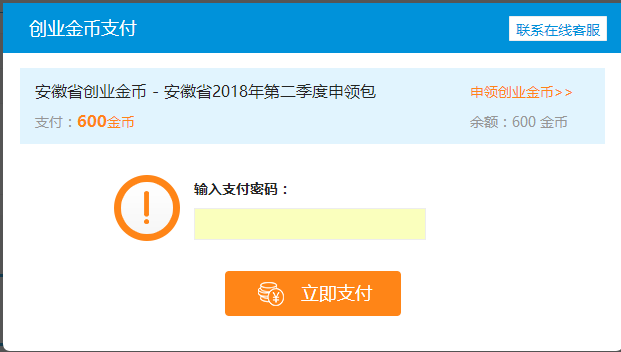 创业金币支付
联系在线客服
安徽省创业金币 - 安徽省2018年第二季度申领包
申领创业金币>>
支付：600金币
余额：600 金币
输入支付密码：
立即支付